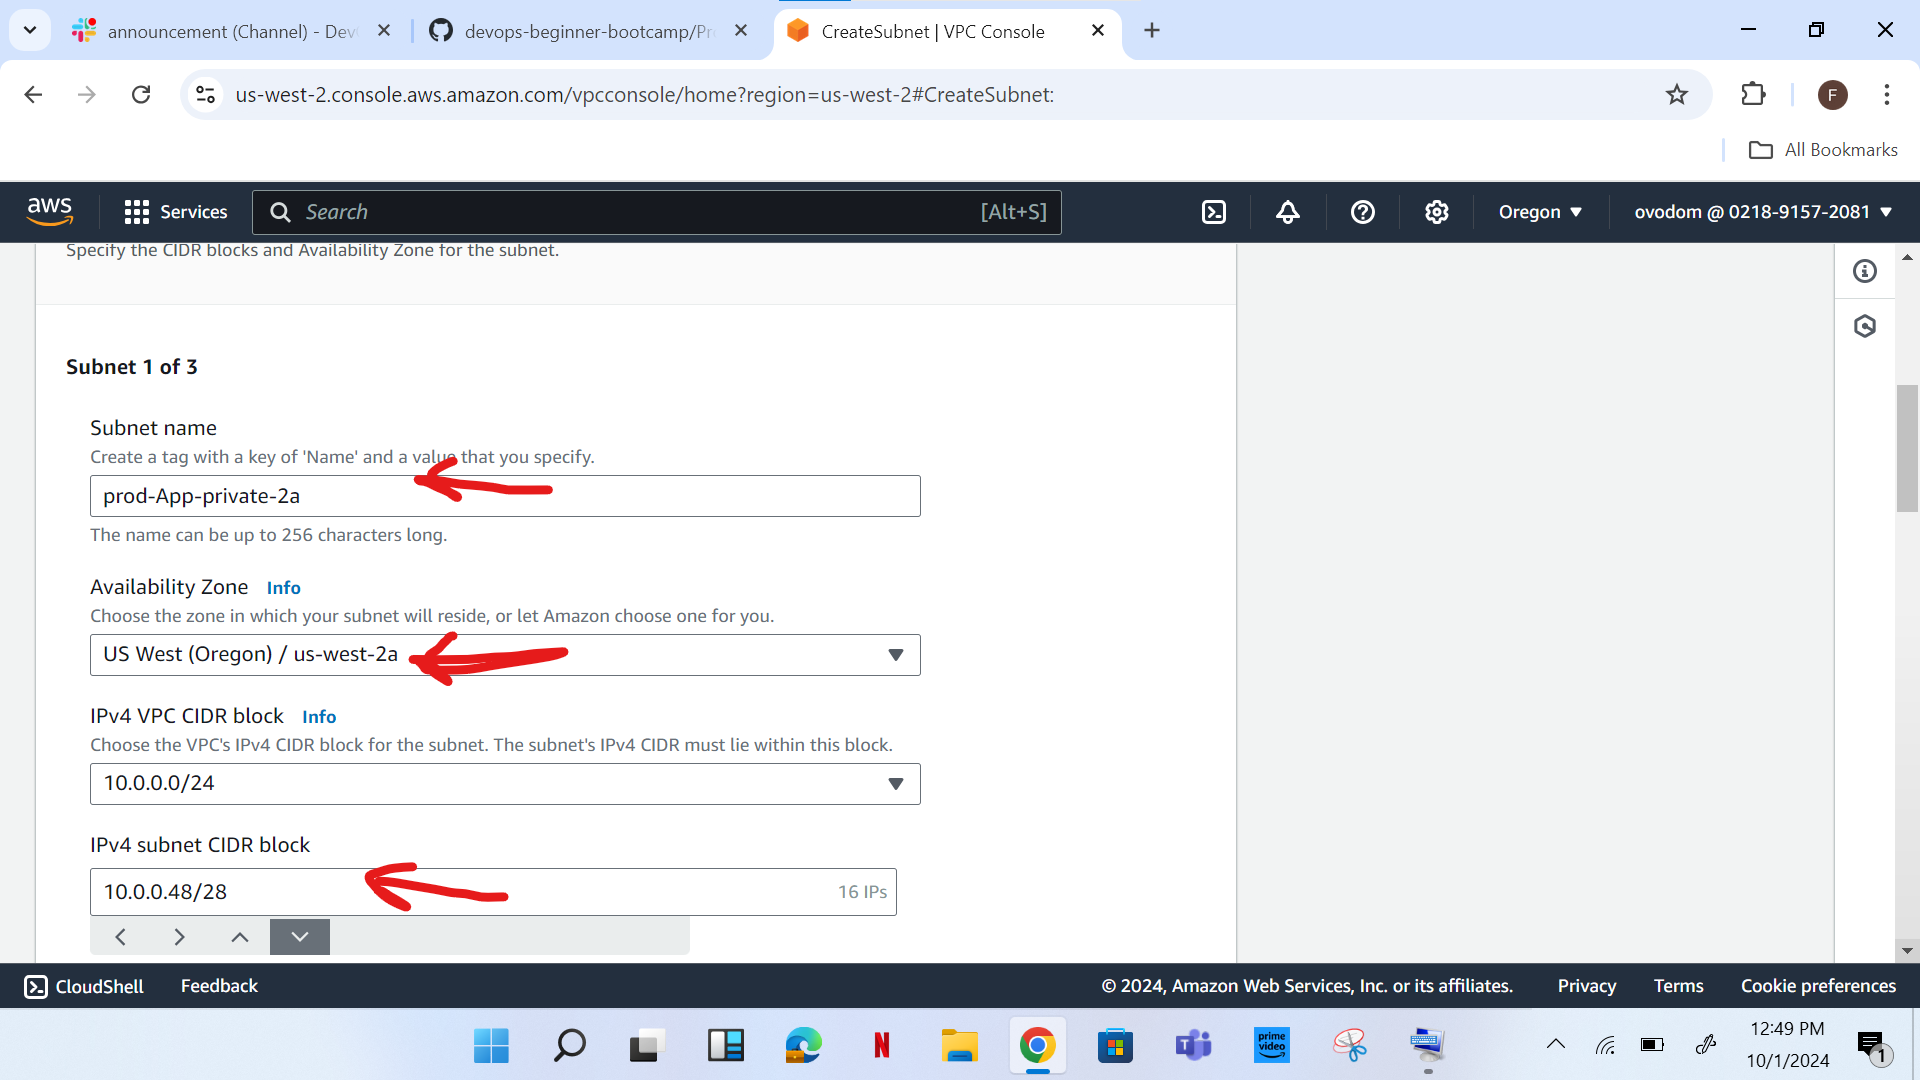 announcement (Channel) - Dev
devops-beginner-bootcamp/Pr
CreateSubnet | VPC Console
us-west-2.console.aws.amazon.com/vpcconsole/home?region=us-west-2#CreateSubnet:
F
All Bookmarks
aws
Services
Search
[Alt+S]
Oregon
ovodom @ 0218-9157-2081
Specify the CIDR blocks and Availability Zone for the subnet.
Subnet 1 of 3
Subnet name
Create a tag with a key of 'Name' and a value that you specify.
prod-App-private-2a
The name can be up to 256 characters long.
Availability Zone Info
Choose the zone in which your subnet will reside, or let Amazon choose one for you.
US West (Oregon) / us-west-2a
IPv4 VPC CIDR block Info
Choose the VPC's IPv4 CIDR block for the subnet. The subnet's IPv4 CIDR must lie within this block.
10.0.0.0/24
IPv4 subnet CIDR block
10.0.0.48/28
16 IPs
CloudShell
Feedback
© 2024, Amazon Web Services, Inc. or its affiliates.
Privacy
Terms
Cookie preferences
N
prime
video
12:49 PM
10/1/2024
1